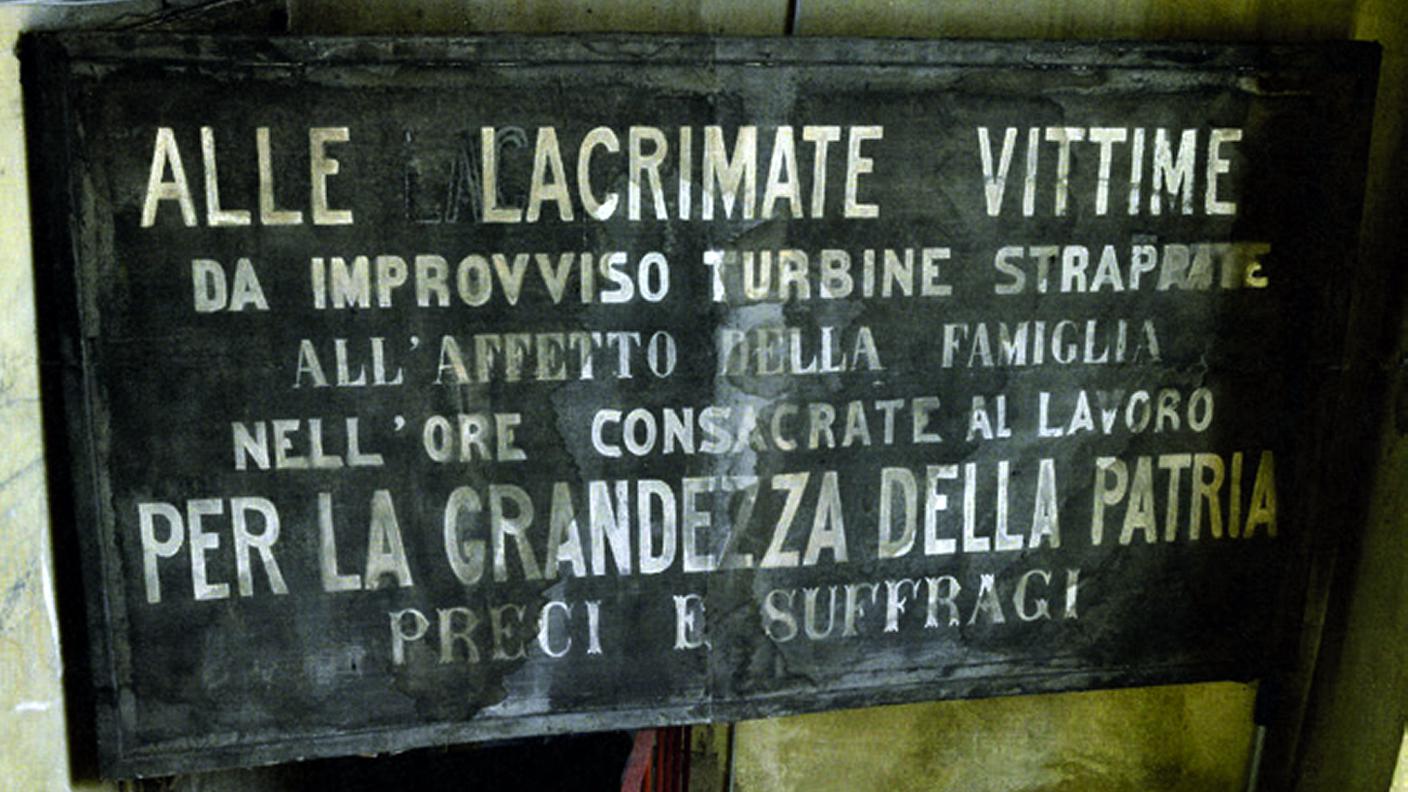 ALLE LACRIMATE VITTIME
DA IMPROVVISO TURBINE STRAPPATE
ALL'AFFETTO DELLA FAMIGLIA
NELL'ORE CONSACRATE AL LAVORO
PER LA GRANDEZZA DELLA PATRIA
PRECI E SUFFRAGI